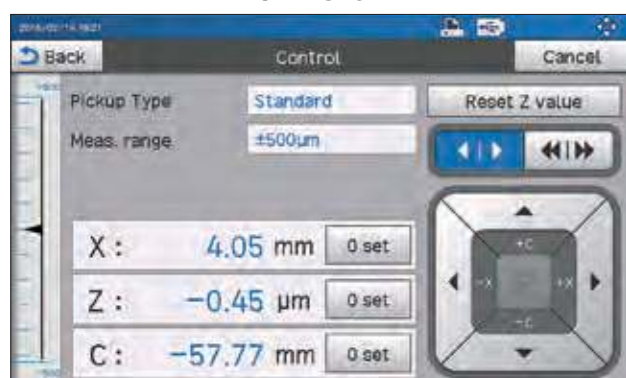 Back
Control
Cancel
Pickup Type
Standard
Reset Z value
Meas. range
±500µm
X : 4.05 mm 0 set
+C
-X
+X
Z : -0.45 µm 0 set
-C
C : -57.77 mm 0 set